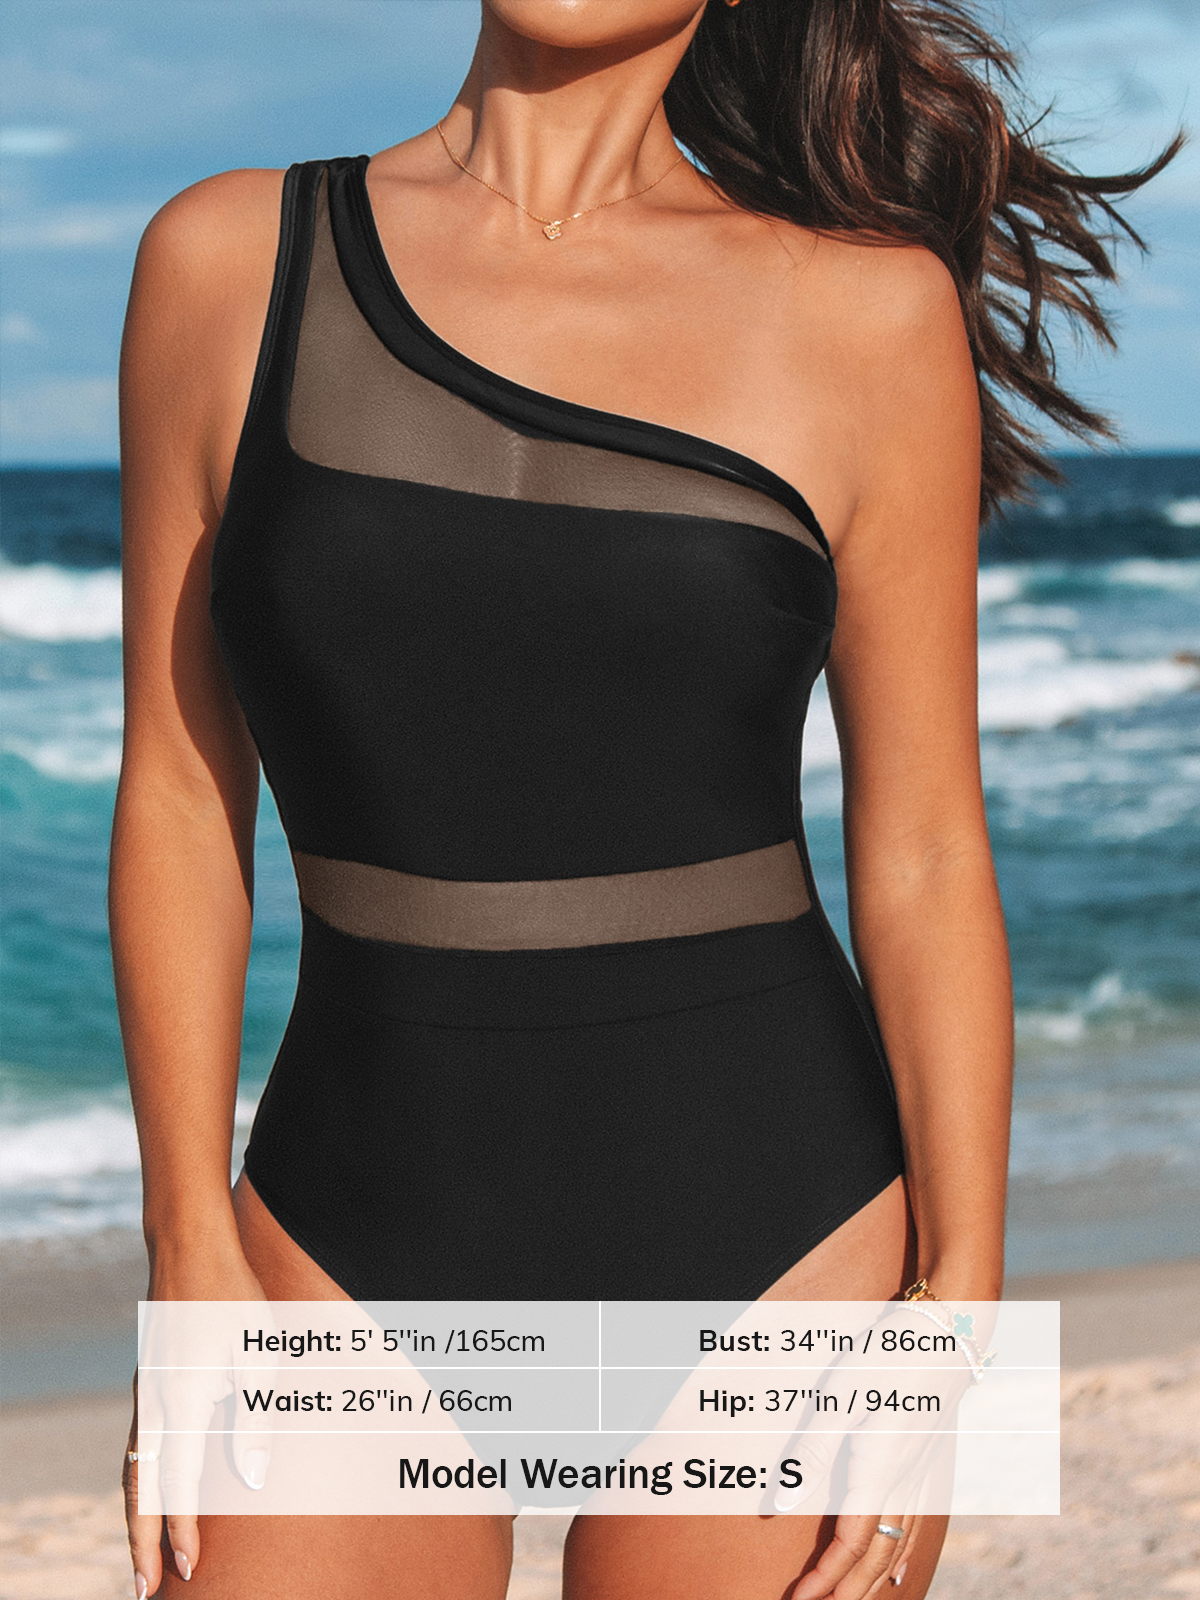 Height: 5' 5''in /165cm
Bust: 34''in / 86cm
Waist: 26''in / 66cm
Hip: 37''in / 94cm
Model Wearing Size: S